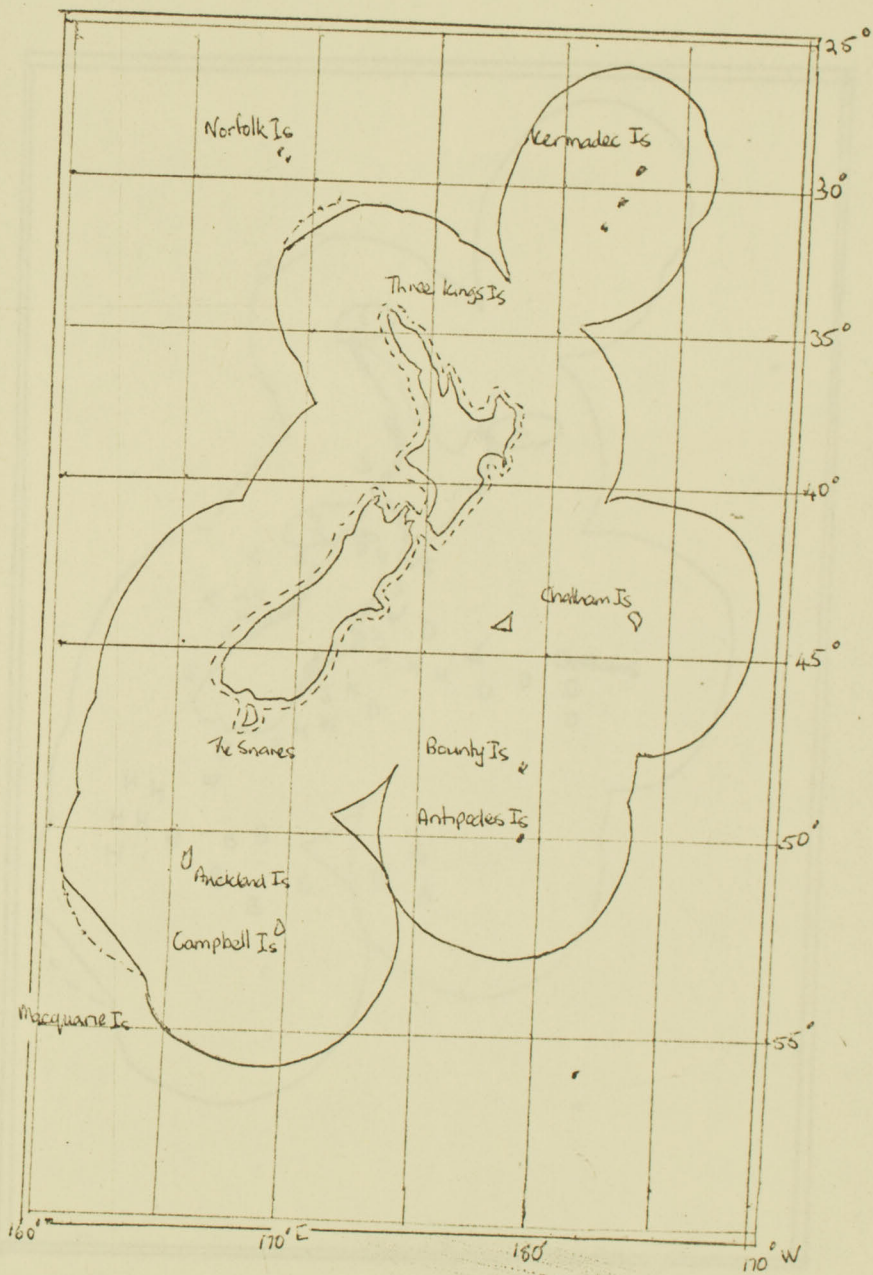 25°
Norfolk Is
Kermadec Is
30°
Three Kings Is
35°
40°
Chatham Is
45°
The Snares
Bounty Is
Antipodes Is
50°
Auckland Is
Campbell Is
Macquarie Is
55°
160°
170° E
180°
170° W